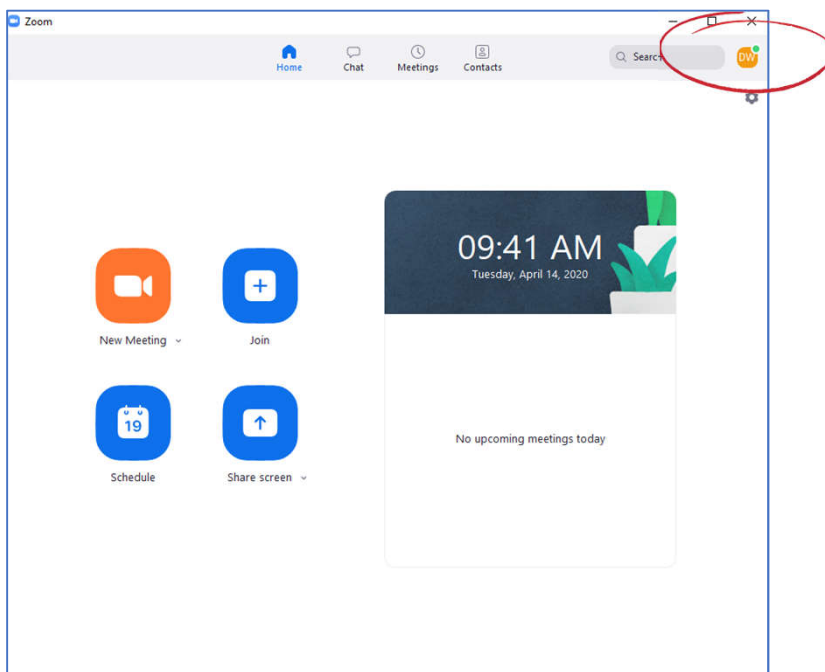 Zoom
Home
Chat
Meetings
Contacts
DW
09:41 AM
Tuesday, April 14, 2020
New Meeting
Join
19
Schedule
Share screen
No upcoming meetings today